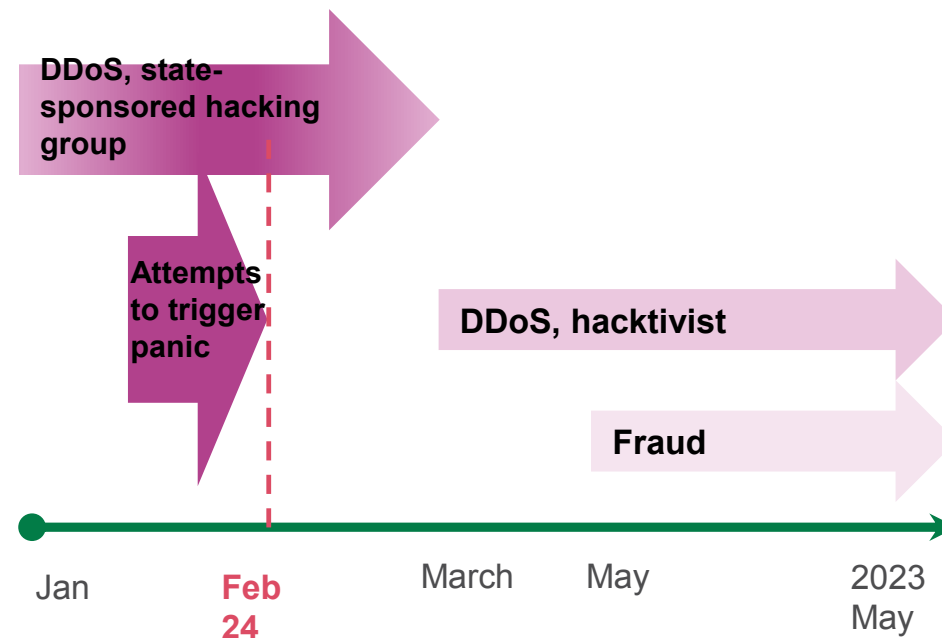 DDoS, state-
sponsored hacking
group
Attempts
to trigger
panic
DDoS, hacktivist
Fraud
Jan
Feb
24
March
May
2023
May